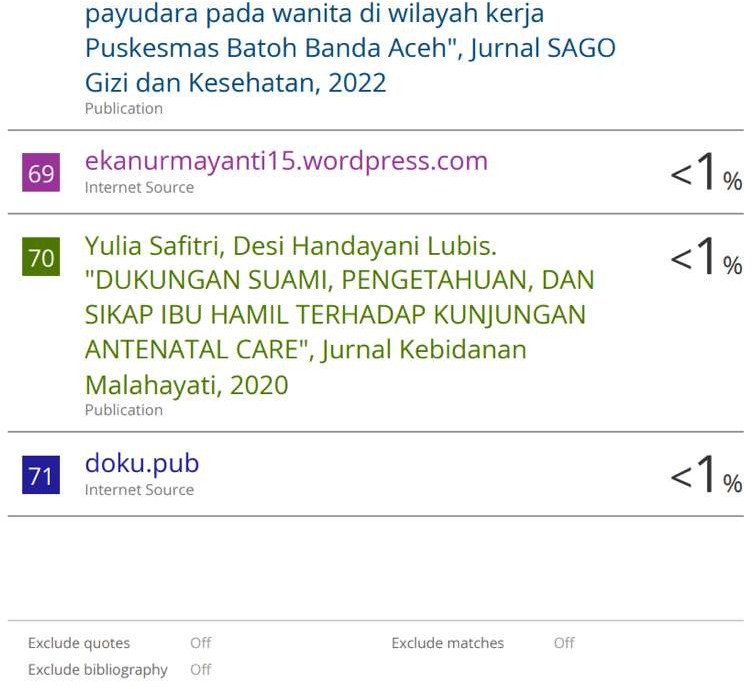 payudara pada wanita di wilayah kerja
Puskesmas Batoh Banda Aceh", Jurnal SAGO
Gizi dan Kesehatan, 2022
Publication
69 ekanurmayanti15.wordpress.com <1%
Internet Source
70 Yulia Safitri, Desi Handayani Lubis. <1%
"DUKUNGAN SUAMI, PENGETAHUAN, DAN
SIKAP IBU HAMIL TERHADAP KUNJUNGAN
ANTENATAL CARE", Jurnal Kebidanan
Malahayati, 2020
Publication
71 doku.pub <1%
Internet Source
Exclude quotes Off Exclude matches Off
Exclude bibliography Off